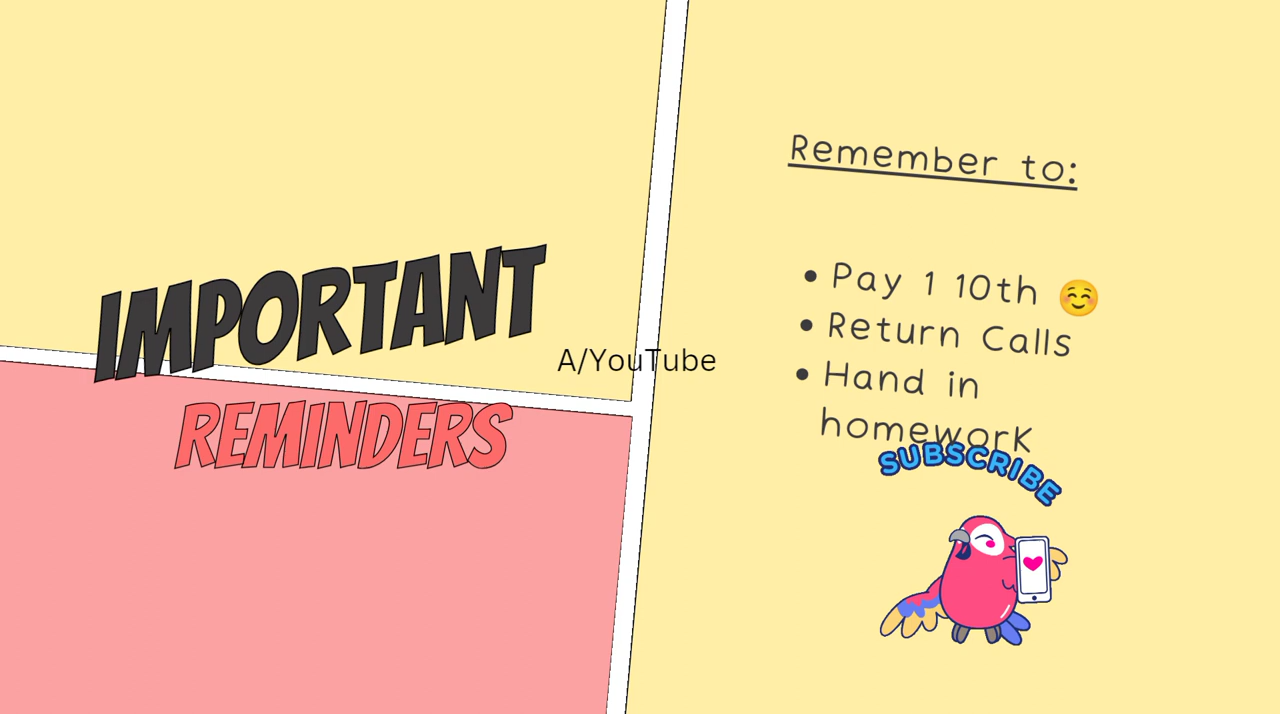 IMPORTANT
REMINDERS
A/YouTube
Remember to:
• Pay 1 10th ☺️
• Return Calls
• Hand in
homework
SUBSCRIBE